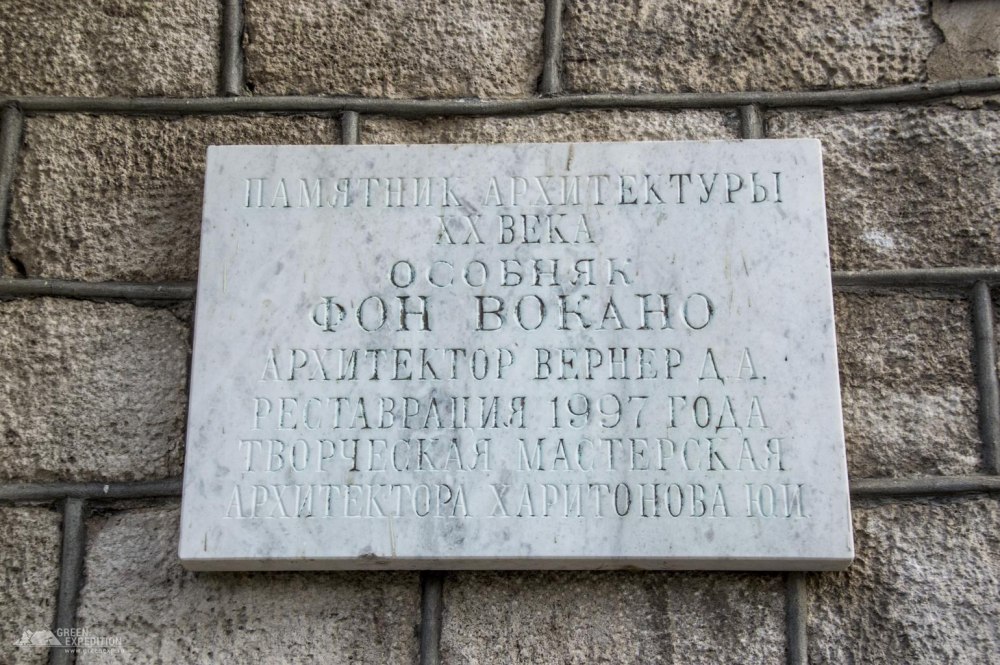 ПАМЯТНИК АРХИТЕКТУРЫ
XX ВЕКА
ОСОБНЯК
ФОН ВОКАНО
АРХИТЕКТОР ВЕРНЕР Д.А.
РЕСТАВРАЦИЯ 1997 ГОДА
ТВОРЧЕСКАЯ МАСТЕРСКАЯ
АРХИТЕКТОРА ХАРИТОНОВА Ю.И.
GREEN
EXPEDITION